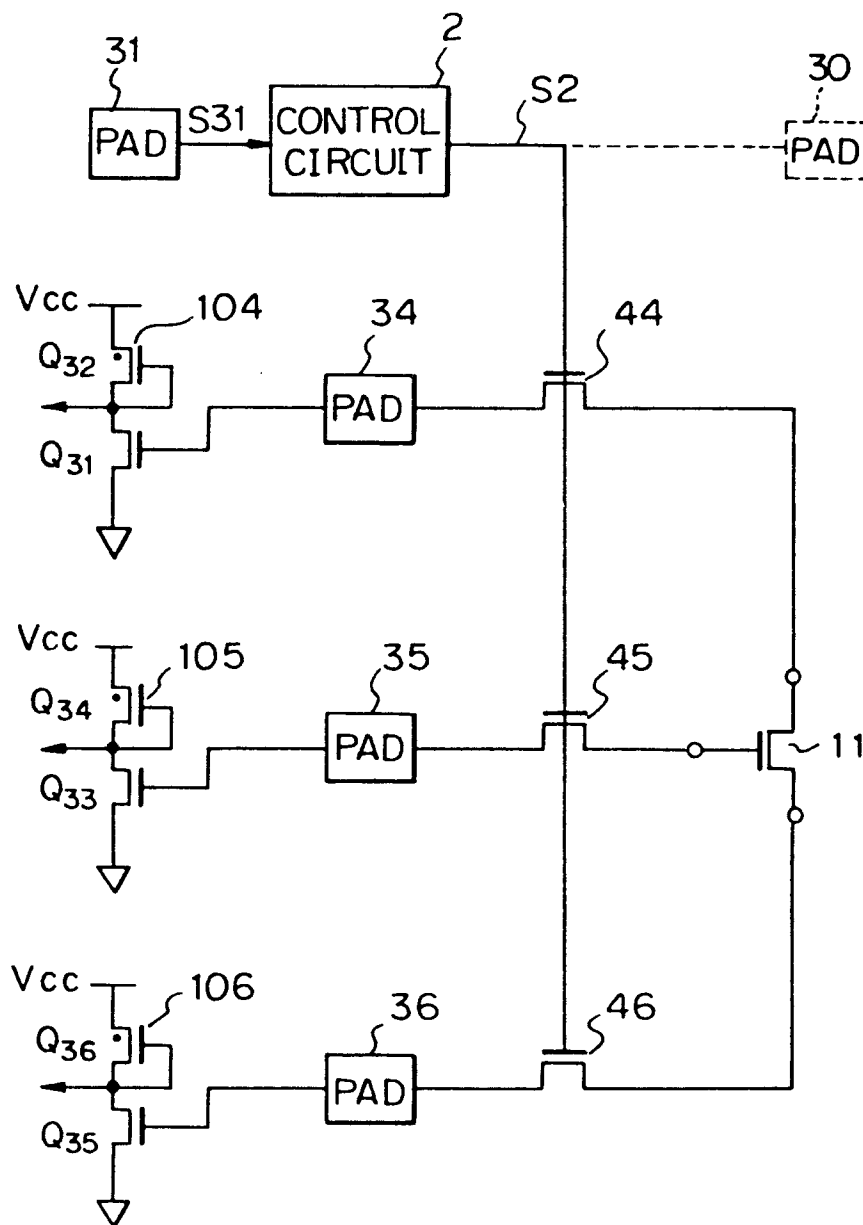 31
2
30
PAD
S31
CONTROL
CIRCUIT
S2
PAD
Vcc
104
Q32
Q31
34
PAD
44
Vcc
105
Q34
Q33
35
PAD
45
11
Vcc
106
Q36
Q35
36
PAD
46